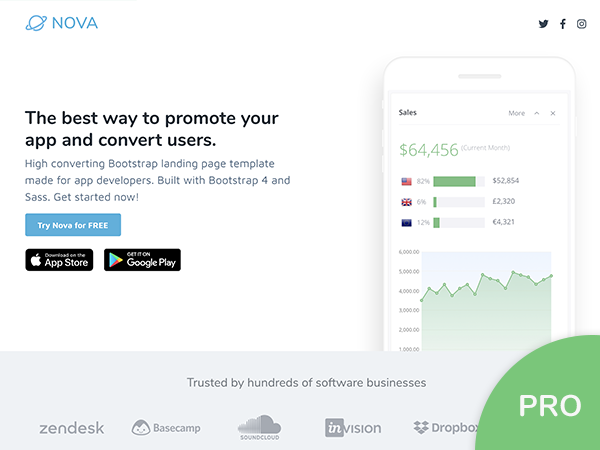 NOVA
The best way to promote your
app and convert users.
High converting Bootstrap landing page template
made for app developers. Built with Bootstrap 4 and
Sass. Get started now!
Try Nova for FREE
Download on the
App Store
GET IT ON
Google Play
Sales
More
$64,456 (Current Month)
82% $52,854
6% £2,320
12% €4,321
6,000.00
5,000.00
4,000.00
3,000.00
2,000.00
1,000.00
Trusted by hundreds of software businesses
zendesk
Basecamp
SOUNDCLOUD
inVISION
Dropbox
PRO